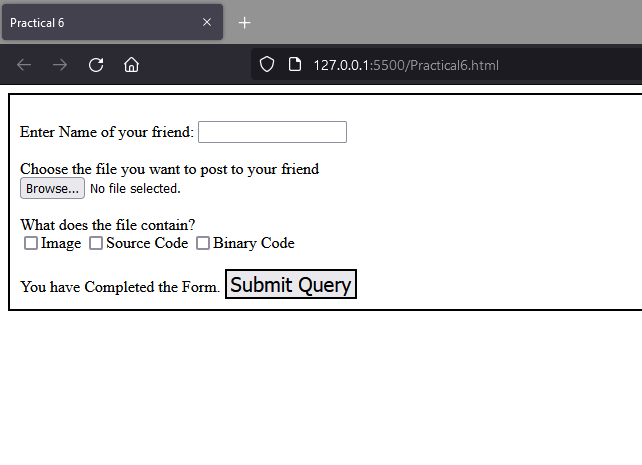 Practical 6
127.0.0.1:5500/Practical6.html
Enter Name of your friend:
Choose the file you want to post to your friend
Browse... No file selected.
What does the file contain?
Image Source Code Binary Code
You have Completed the Form. Submit Query